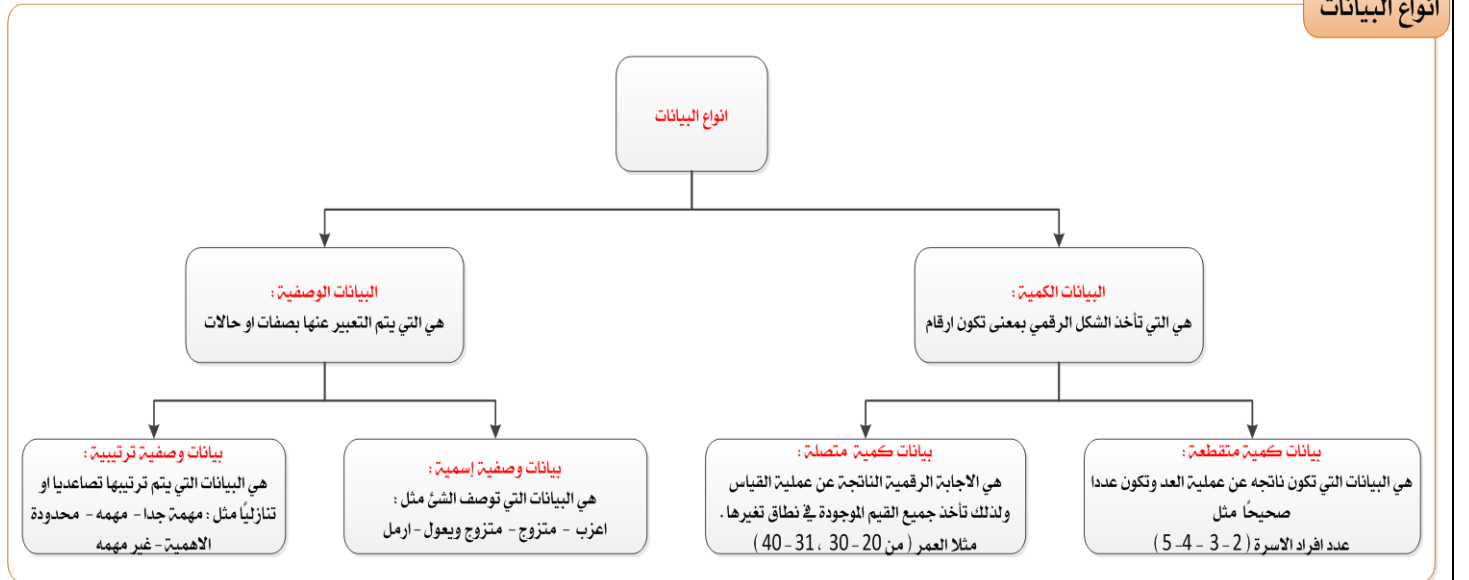 انواع البيانات
انواع البيانات
البيانات الكمية :
هي التي تأخذ الشكل الرقمي بمعنى تكون ارقام
البيانات الوصفية :
هي التي يتم التعبير عنها بصفات او حالات
بيانات كمية متقطعة :
هي البيانات التي تكون ناتجه عن عملية العد وتكون عددا
صحيحًا مثل
عدد افراد الاسرة ( 2 - 3 - 4 - 5 )
بيانات كمية متصلة :
هي الاجابة الرقمية الناتجة عن عملية القياس
ولذلك تأخذ جميع القيم الموجودة في نطاق تغيرها .
مثلا العمر ( من 20 - 30 ، 31 - 40 )
بيانات وصفية إسمية :
هي البيانات التي توصف الشئ مثل :
اعزب - متزوج - متزوج ويعول - ارمل
بيانات وصفية ترتيبية :
هي البيانات التي يتم ترتيبها تصاعديا او
تنازليًا مثل : مهمة جدا - مهمه - محدودة
الاهمية - غير مهمه